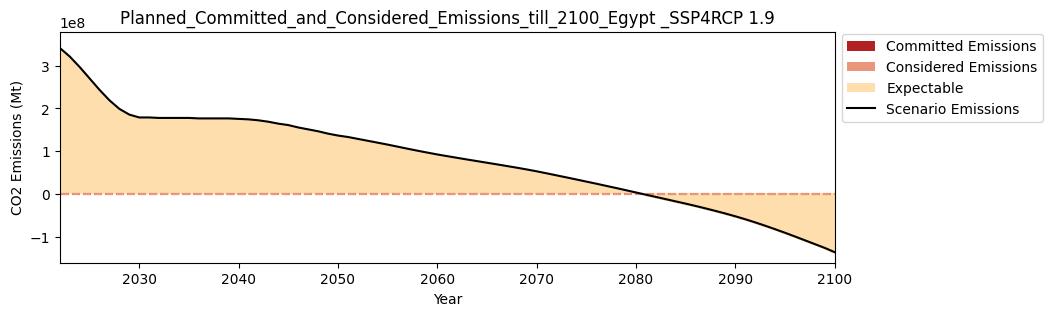 Planned_Committed_and_Considered_Emissions_till_2100_Egypt _SSP4RCP 1.9
1e8
CO2 Emissions (Mt)
3
2
1
0
−1
2030 2040 2050 2060 2070 2080 2090 2100
Year
Committed Emissions
Considered Emissions
Expectable
Scenario Emissions